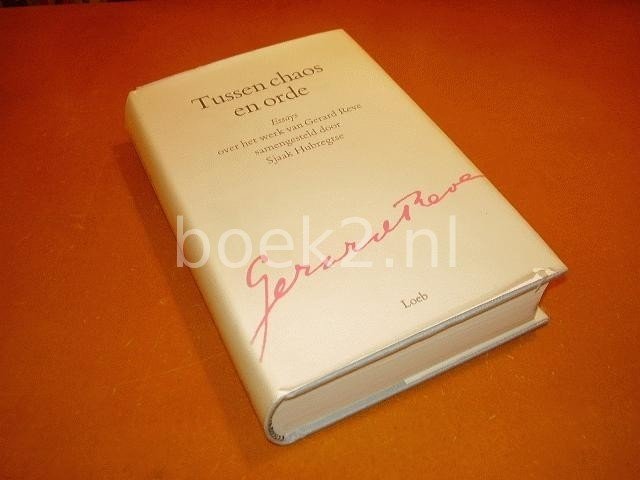 Tussen chaos
en orde
Essays
over het werk van Gerard Reve
samengesteld door
Sjaak Hubregtse
Gerard Reve
boek2.nl
Loeb